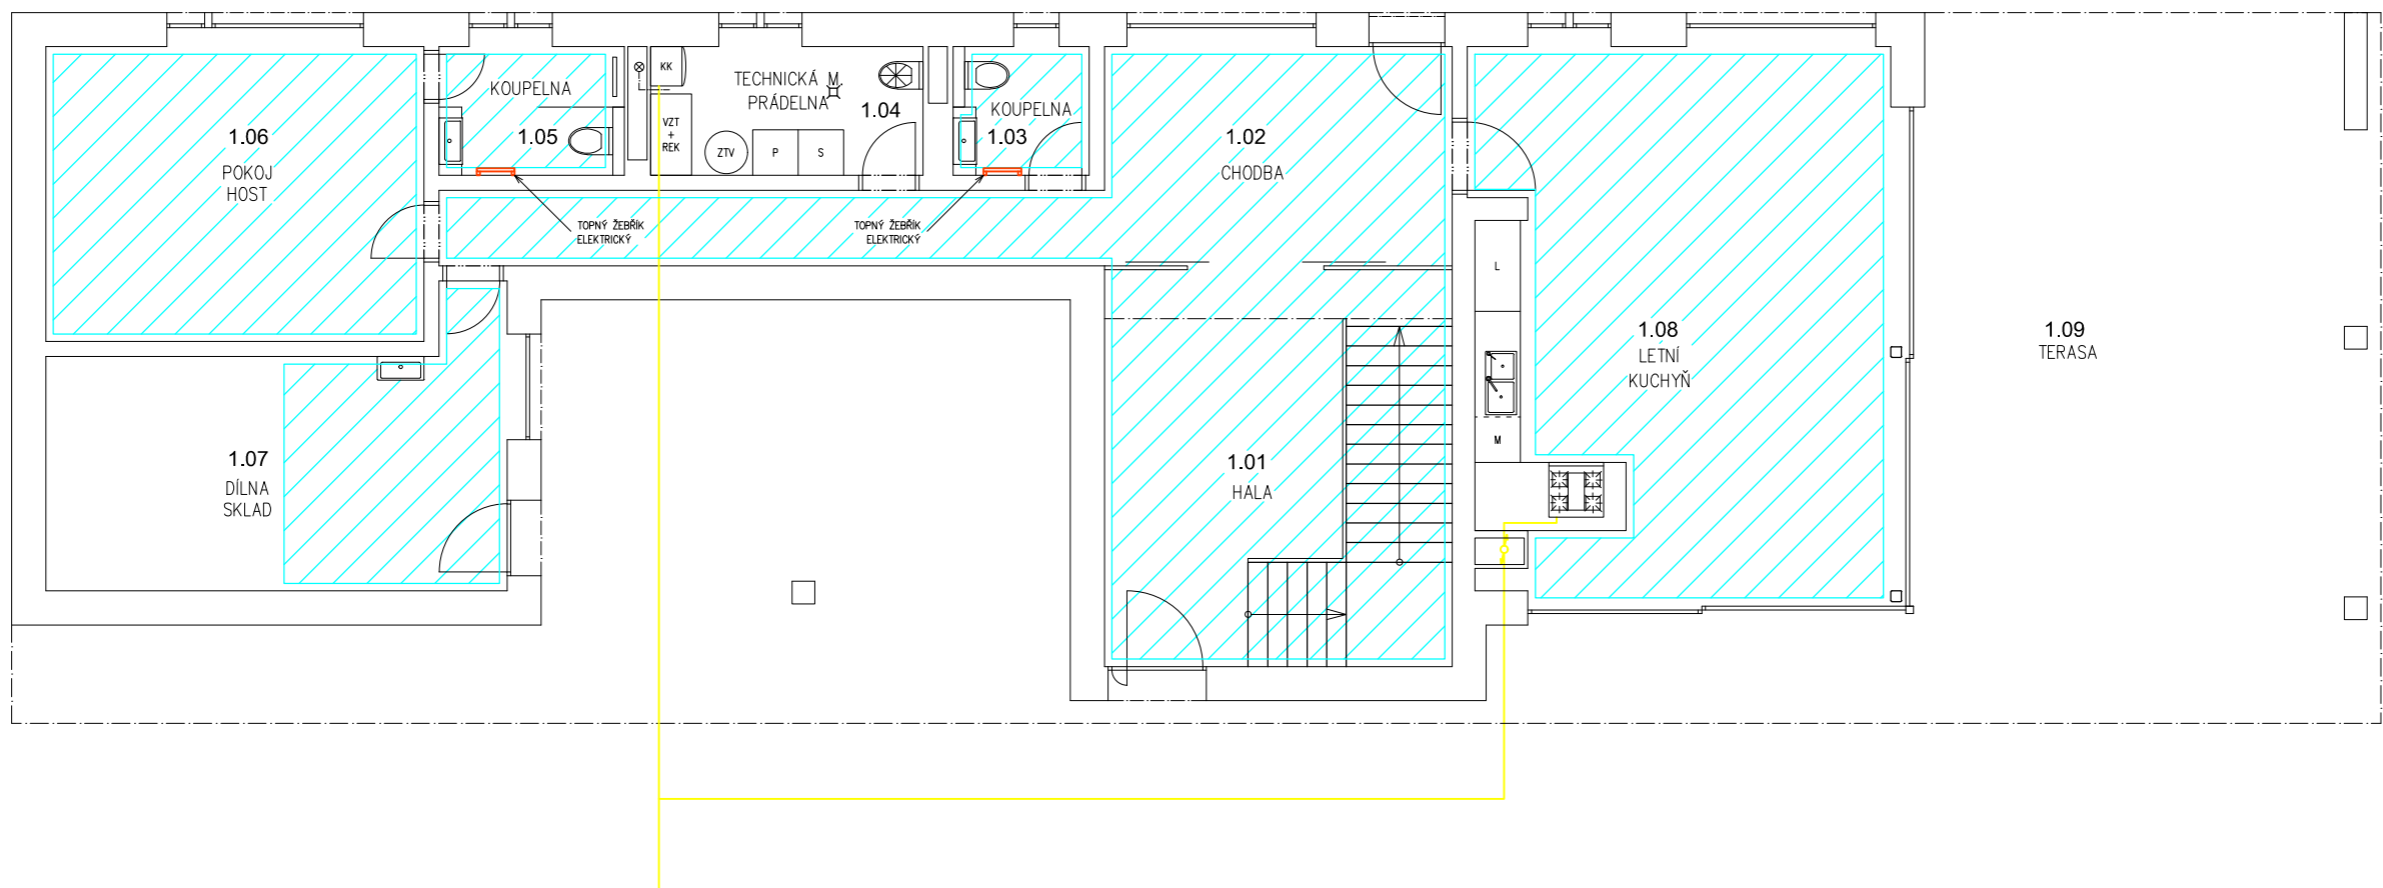 1.06
POKOJ
HOST
KOUPELNA
1.05
KK
VZT
+
REK
TECHNICKÁ M.
PRÁDELNA
1.04
ZTV
P
S
KOUPELNA
1.03
1.02
CHODBA
TOPNÝ ŽEBŘÍK
ELEKTRICKÝ
TOPNÝ ŽEBŘÍK
ELEKTRICKÝ
L
M
1.08
LETNÍ
KUCHYŇ
1.09
TERASA
1.07
DÍLNA
SKLAD
1.01
HALA